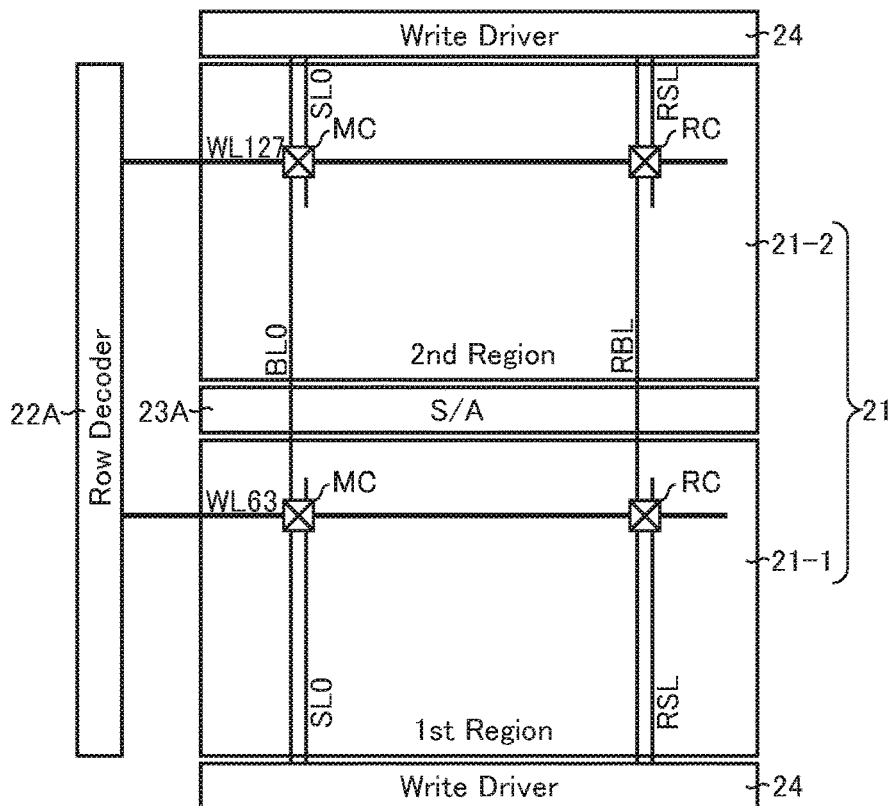 Write Driver
24
SL0
RSL
WL127
MC
RC
21-2
BL0
RBL
2nd Region
22A
Row Decoder
23A
S/A
21
WL63
MC
RC
21-1
SL0
RSL
1st Region
Write Driver
24